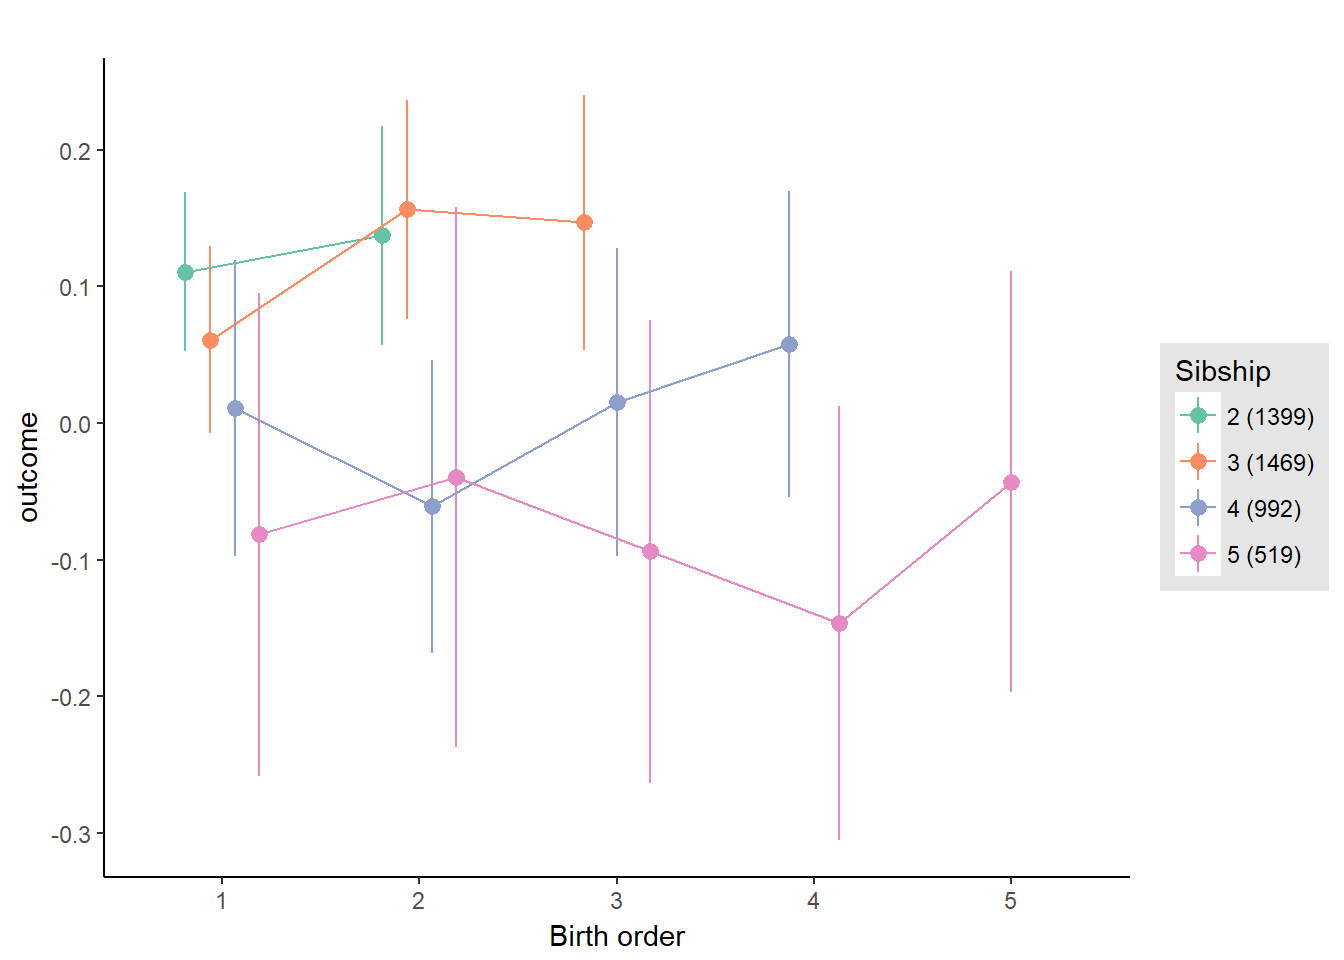 0.2
0.1
0.0
-0.1
-0.2
-0.3
outcome
1 2 3 4 5
Birth order
Sibship
2 (1399)
3 (1469)
4 (992)
5 (519)